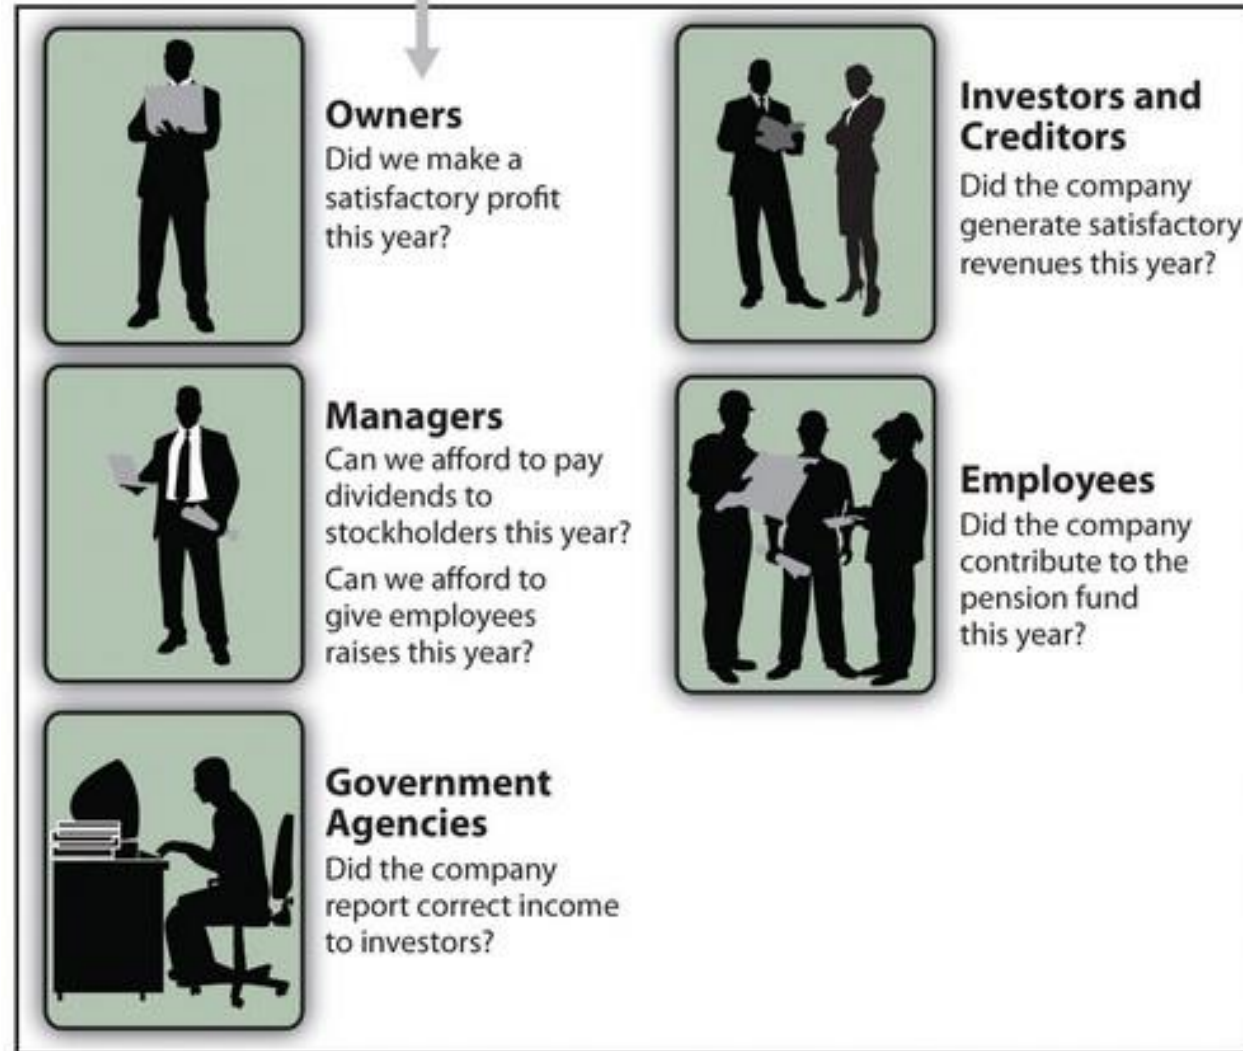 Owners
Did we make a
satisfactory profit
this year?
Investors and
Creditors
Did the company
generate satisfactory
revenues this year?
Managers
Can we afford to pay
dividends to
stockholders this year?
Can we afford to
give employees
raises this year?
Employees
Did the company
contribute to the
pension fund
this year?
Government
Agencies
Did the company
report correct income
to investors?